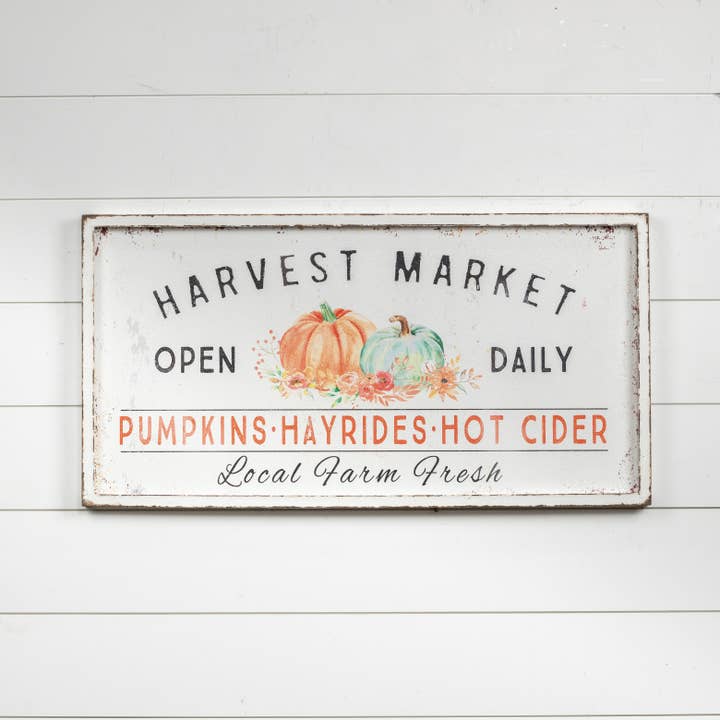 HARVEST MARKET
OPEN DAILY
PUMPKINS·HAYRIDES·HOT CIDER
Local Farm Fresh